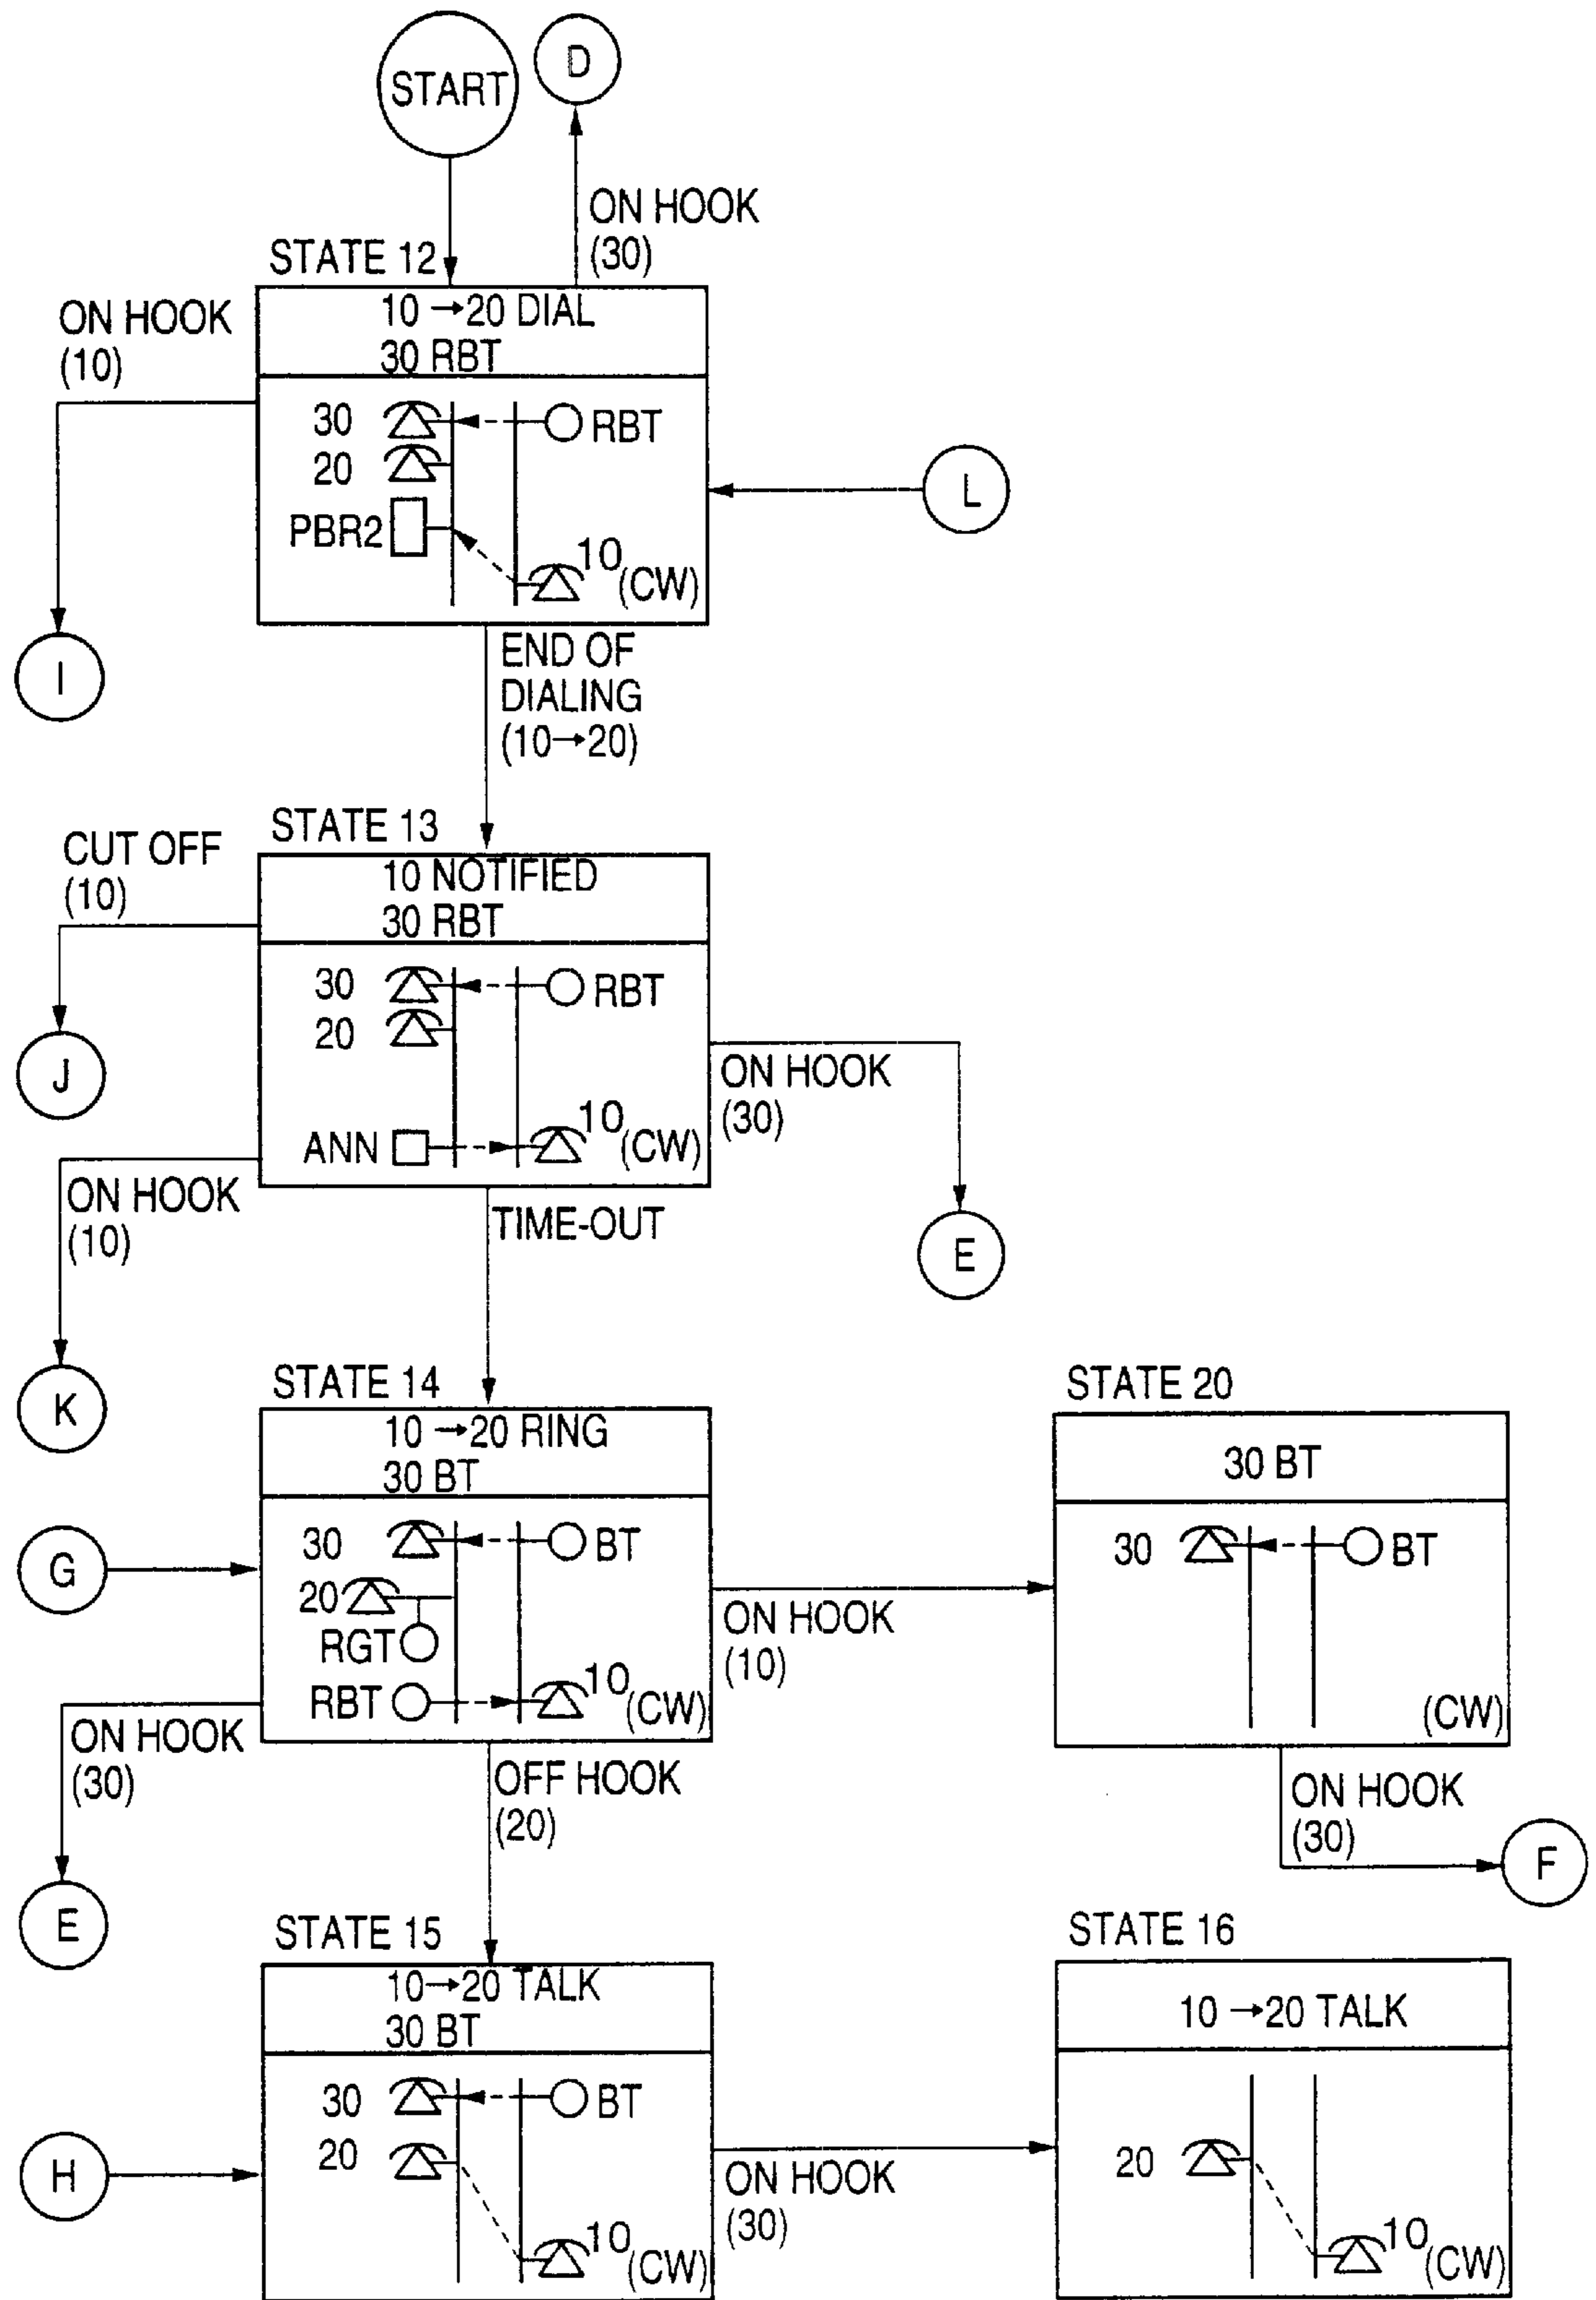 START
D
ON HOOK
(30)
STATE 12
ON HOOK
(10)
10→20 DIAL
30 RBT
30
RBT
20
PBR2
10
(CW)
L
I
END OF
DIALING
(10→20)
STATE 13
CUT OFF
(10)
10 NOTIFIED
30 RBT
30
RBT
20
J
ON HOOK
(30)
ANN
10
(CW)
ON HOOK
(10)
TIME-OUT
E
K
STATE 14
10→20 RING
30 BT
STATE 20
30 BT
G
30
BT
20
RGT
RBT
10
(CW)
ON HOOK
(10)
30
BT
(CW)
ON HOOK
(30)
OFF HOOK
(20)
ON HOOK
(30)
F
E
STATE 15
10→20 TALK
30 BT
STATE 16
10→20 TALK
H
30
BT
20
10
(CW)
ON HOOK
(30)
20
10
(CW)